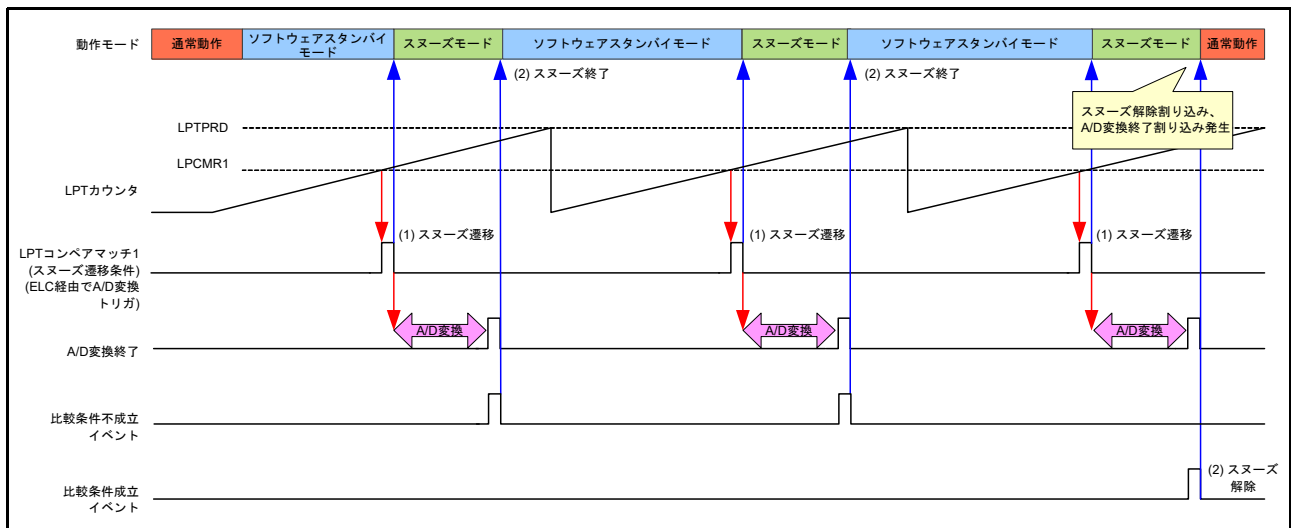 動作モード
通常動作
ソフトウェアスタンバイ
モード
スヌーズモード
ソフトウェアスタンバイモード
スヌーズモード
ソフトウェアスタンバイモード
スヌーズモード
通常動作
(2) スヌーズ終了
(2) スヌーズ終了
スヌーズ解除割り込み、
A/D変換終了割り込み発生
LPTPRD
LPCMR1
LPTカウンタ
(1) スヌーズ遷移
(1) スヌーズ遷移
(1) スヌーズ遷移
LPTコンペアマッチ1
(スヌーズ遷移条件)
(ELC経由でA/D変換
トリガ)
A/D変換
A/D変換
A/D変換
A/D変換終了
比較条件不成立
イベント
比較条件成立
イベント
(2) スヌーズ
解除